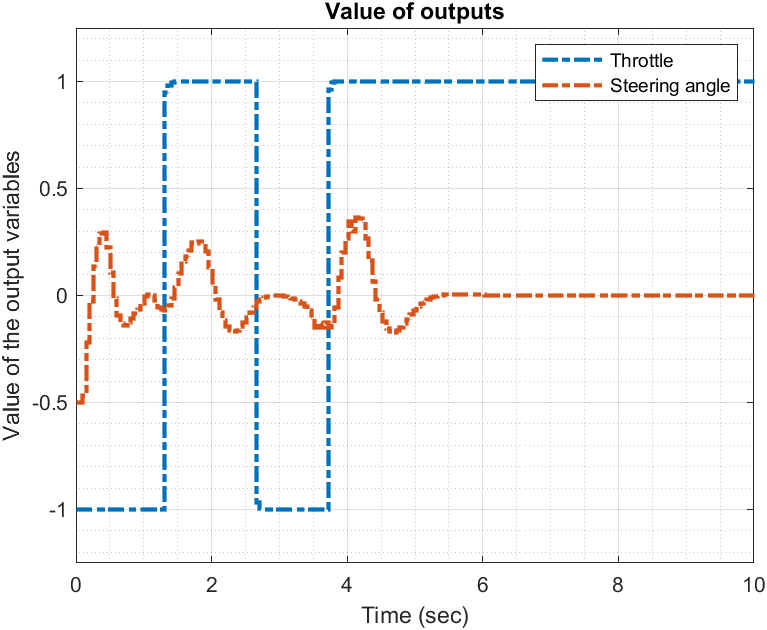 Value of outputs
Throttle
Steering angle
Value of the output variables
1
0.5
0
-0.5
-1
0 2 4 6 8 10
Time (sec)